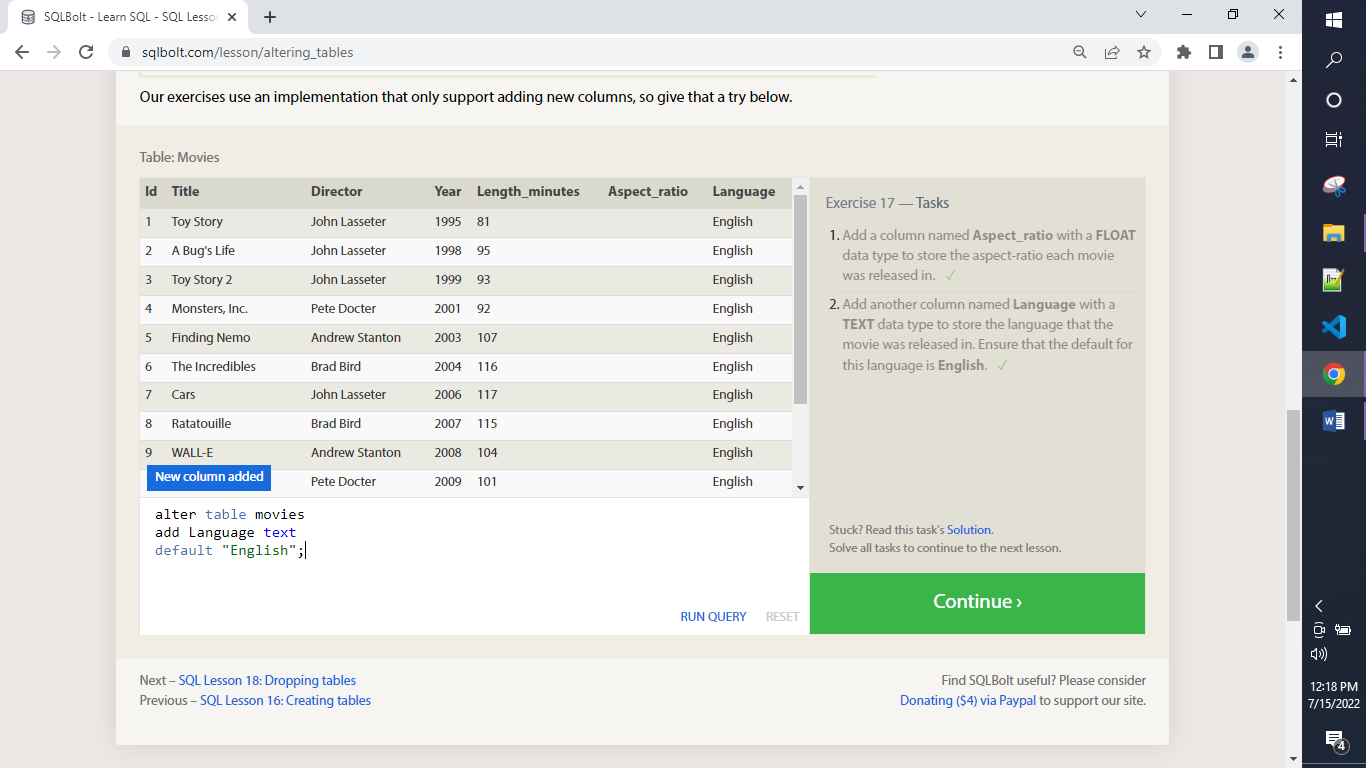 SQLBolt - Learn SQL - SQL Lesson
sqlbolt.com/lesson/altering_tables
Our exercises use an implementation that only support adding new columns, so give that a try below.
Table: Movies
Id Title Director Year Length_minutes Aspect_ratio Language
1 Toy Story John Lasseter 1995 81 English
2 A Bug's Life John Lasseter 1998 95 English
3 Toy Story 2 John Lasseter 1999 93 English
4 Monsters, Inc. Pete Docter 2001 92 English
5 Finding Nemo Andrew Stanton 2003 107 English
6 The Incredibles Brad Bird 2004 116 English
7 Cars John Lasseter 2006 117 English
8 Ratatouille Brad Bird 2007 115 English
9 WALL-E Andrew Stanton 2008 104 English
Pete Docter 2009 101 English
New column added
alter table movies
add Language text
default "English";
RUN QUERY RESET
Exercise 17 — Tasks
1. Add a column named Aspect_ratio with a FLOAT
data type to store the aspect-ratio each movie
was released in. ✓
2. Add another column named Language with a
TEXT data type to store the language that the
movie was released in. Ensure that the default for
this language is English. ✓
Stuck? Read this task's Solution.
Solve all tasks to continue to the next lesson.
Continue ›
Next – SQL Lesson 18: Dropping tables
Previous – SQL Lesson 16: Creating tables
Find SQLBolt useful? Please consider
Donating ($4) via Paypal to support our site.
12:18 PM
7/15/2022
4